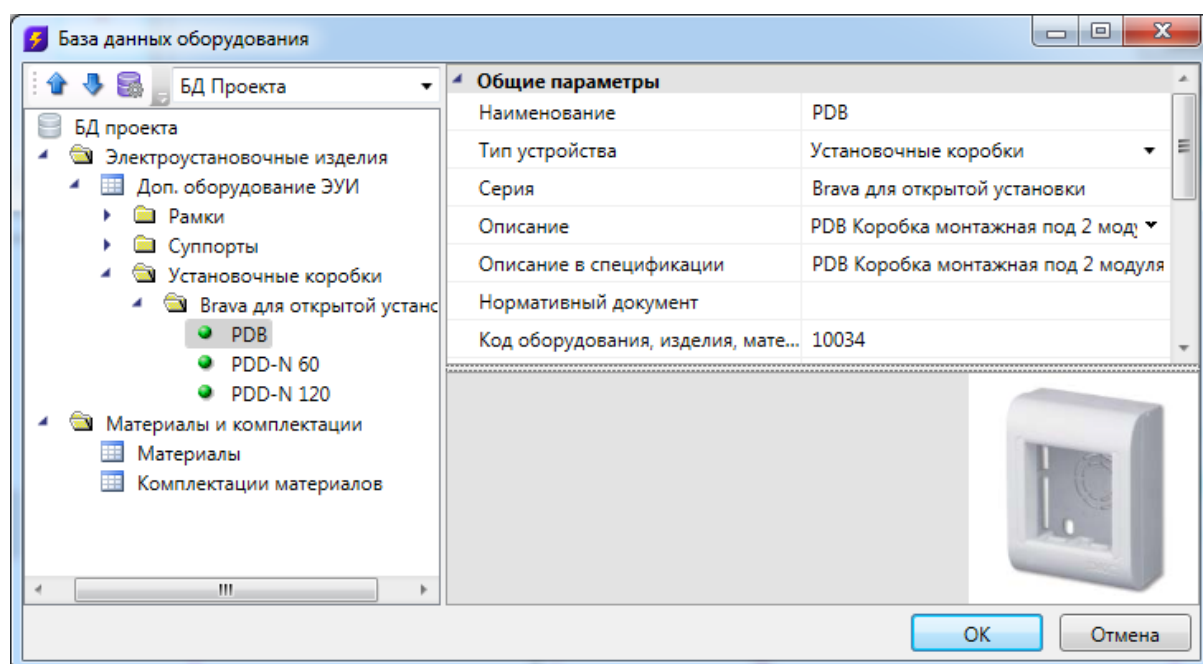 База данных оборудования
БД Проекта
БД проекта
Электроустановочные изделия
Доп. оборудование ЭУИ
Рамки
Суппорты
Установочные коробки
Brava для открытой устанс
PDB
PDD-N 60
PDD-N 120
Материалы и комплектации
Материалы
Комплектации материалов
Общие параметры
Наименование PDB
Тип устройства Установочные коробки
Серия Brava для открытой установки
Описание PDB Коробка монтажная под 2 моду
Описание в спецификации PDB Коробка монтажная под 2 модуля
Нормативный документ
Код оборудования, изделия, мате... 10034
OK Отмена